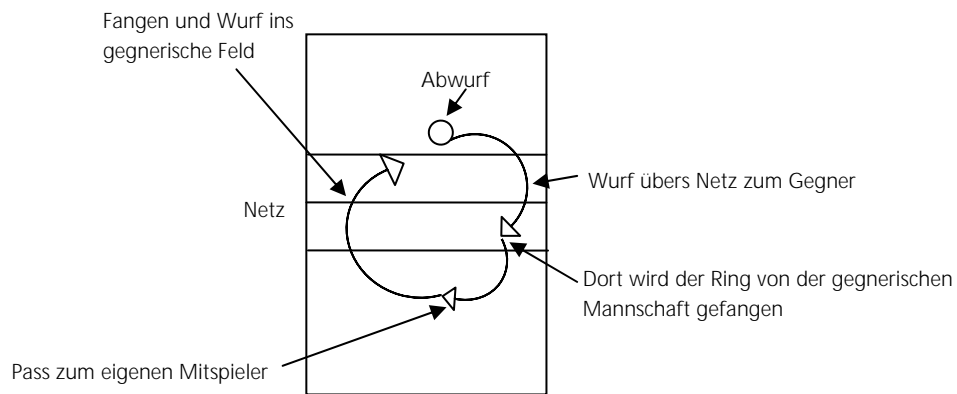 Fangen und Wurf ins
gegnerische Feld
Abwurf
Wurf übers Netz zum Gegner
Netz
Dort wird der Ring von der gegnerischen
Mannschaft gefangen
Pass zum eigenen Mitspieler